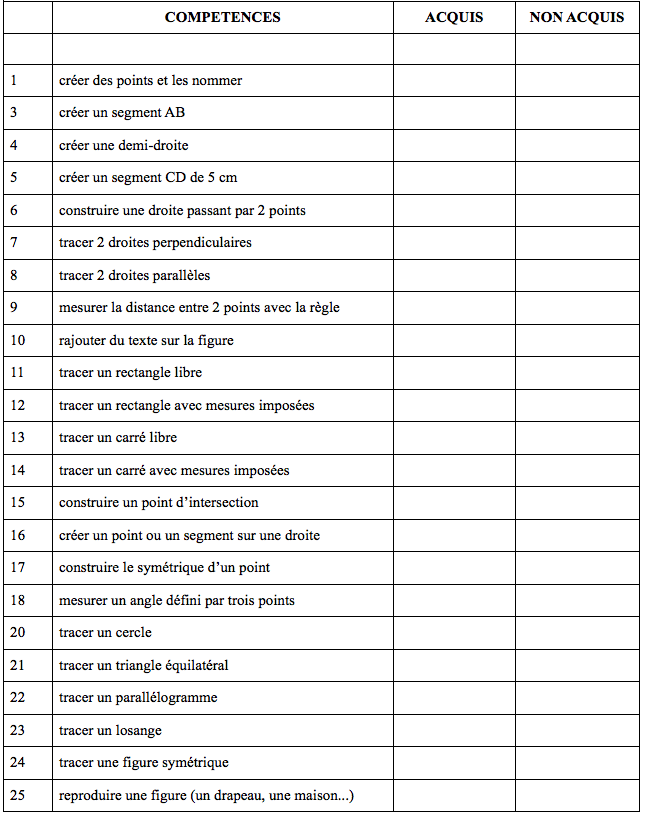 COMPETENCES ACQUIS NON ACQUIS
1 créer des points et les nommer
3 créer un segment AB
4 créer une demi-droite
5 créer un segment CD de 5 cm
6 construire une droite passant par 2 points
7 tracer 2 droites perpendiculaires
8 tracer 2 droites parallèles
9 mesurer la distance entre 2 points avec la règle
10 rajouter du texte sur la figure
11 tracer un rectangle libre
12 tracer un rectangle avec mesures imposées
13 tracer un carré libre
14 tracer un carré avec mesures imposées
15 construire un point d’intersection
16 créer un point ou un segment sur une droite
17 construire le symétrique d’un point
18 mesurer un angle défini par trois points
20 tracer un cercle
21 tracer un triangle équilatéral
22 tracer un parallélogramme
23 tracer un losange
24 tracer une figure symétrique
25 reproduire une figure (un drapeau, une maison...)